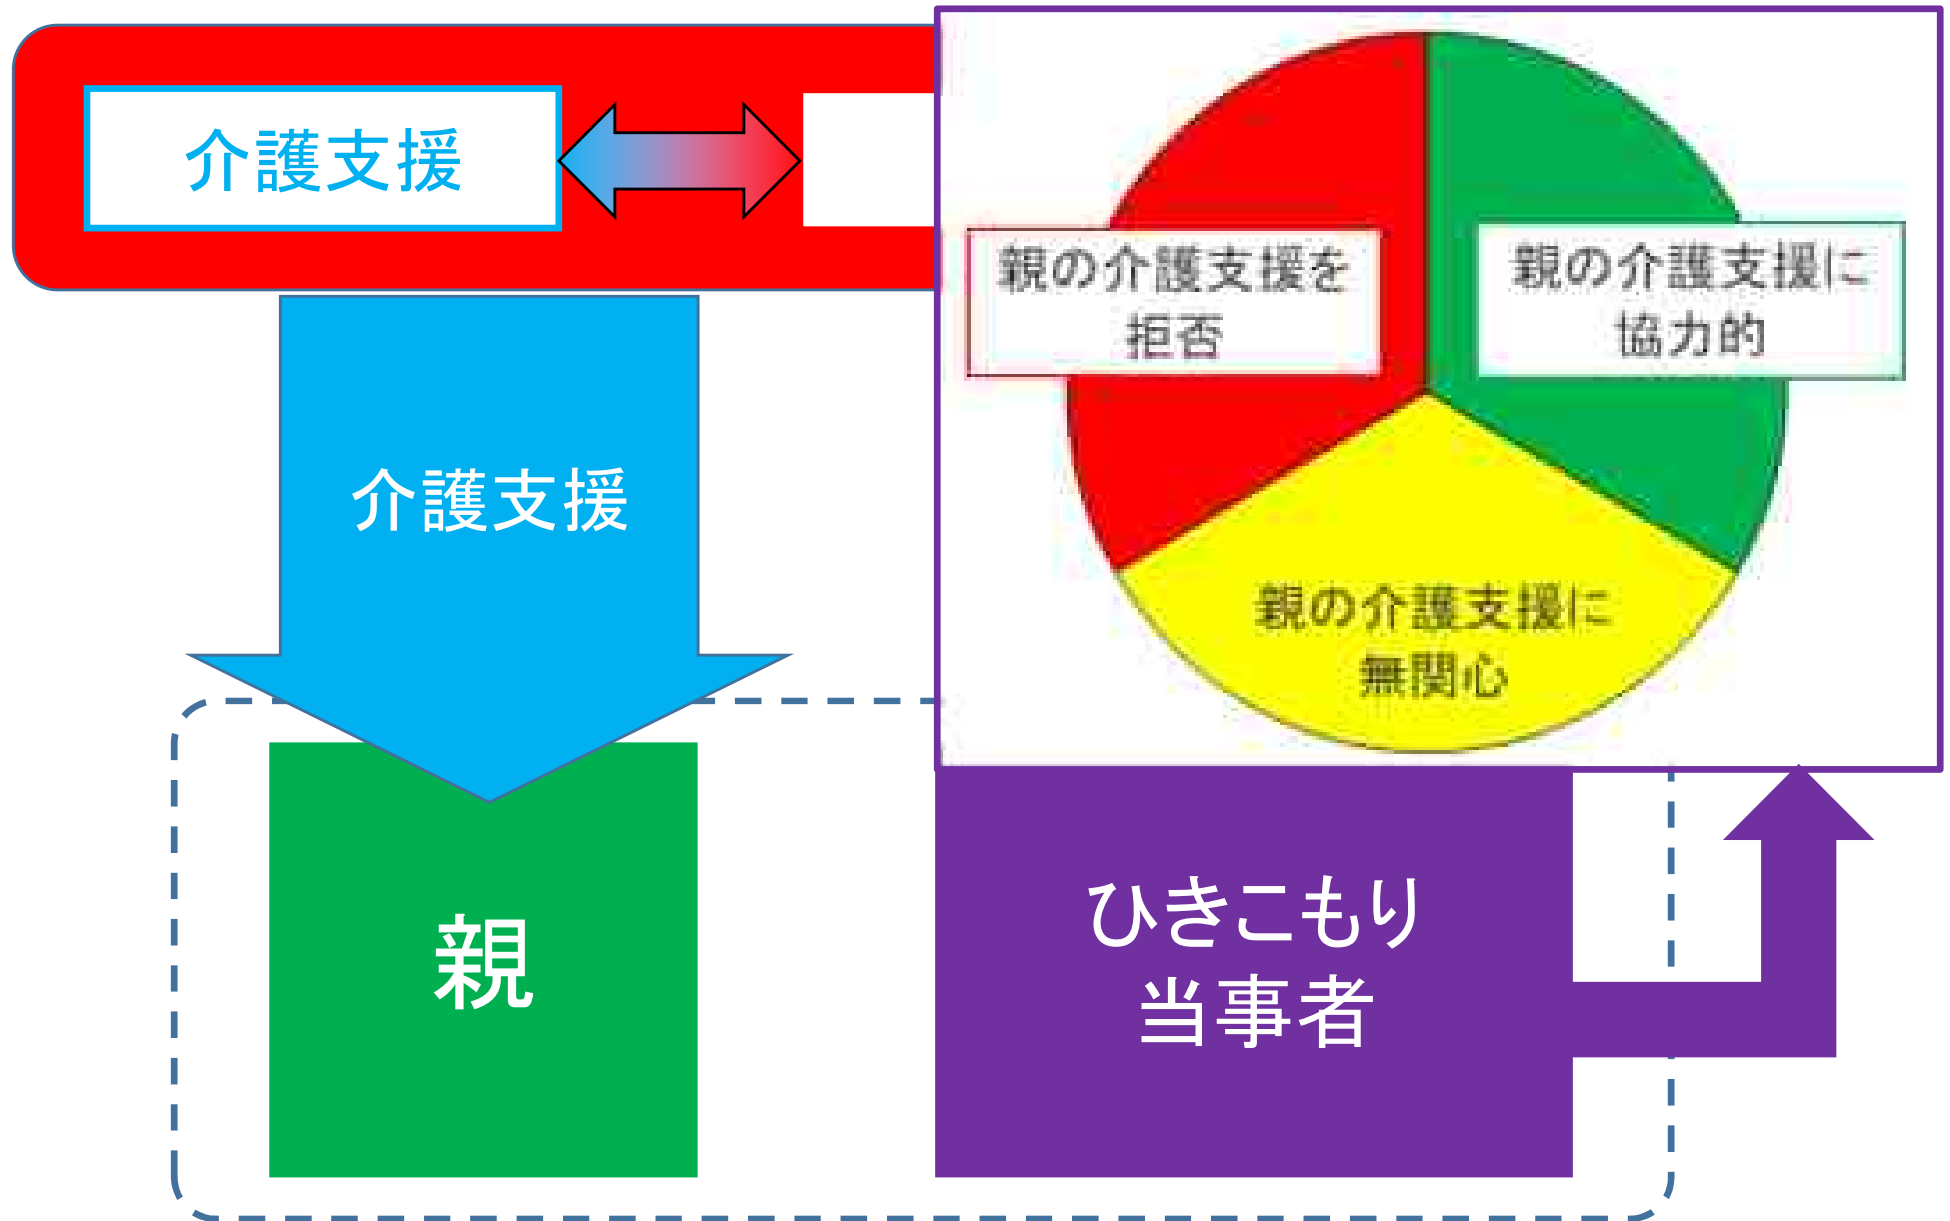 介護支援
親の介護支援を
拒否
親の介護支援に
協力的
親の介護支援に
無関心
介護支援
親
ひきこもり
当事者